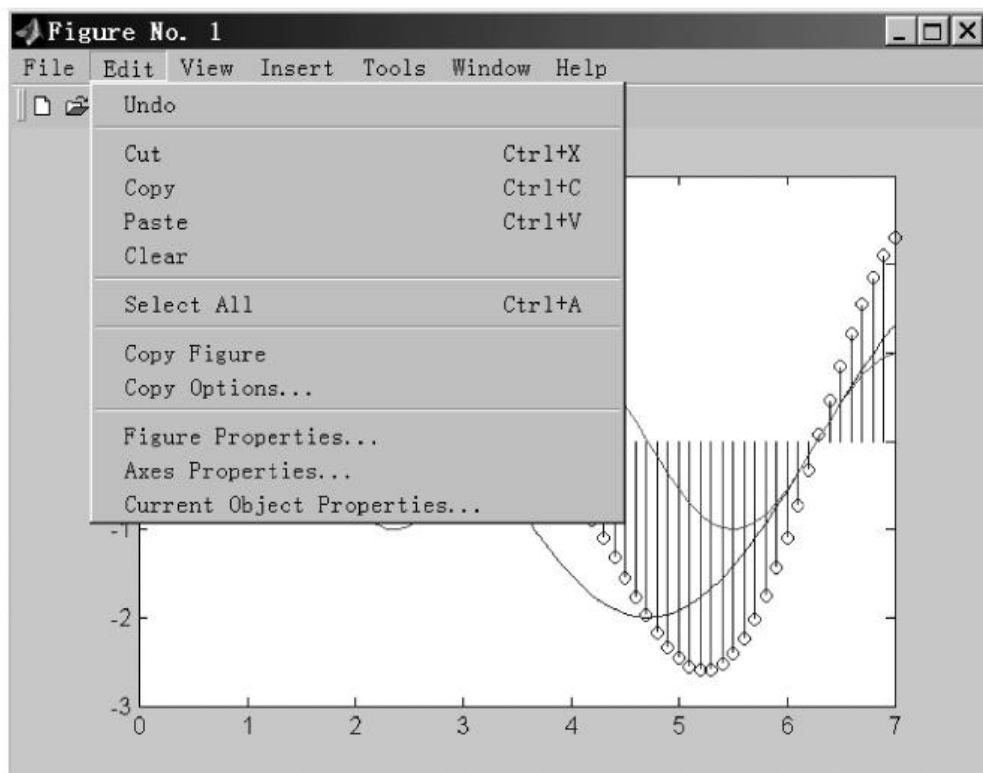 Figure No. 1
File Edit View Insert Tools Window Help
Undo
Cut Ctrl+X
Copy Ctrl+C
Paste Ctrl+V
Clear
Select All Ctrl+A
Copy Figure
Copy Options...
Figure Properties...
Axes Properties...
Current Object Properties...
-1
-2
-3
0 1 2 3 4 5 6 7